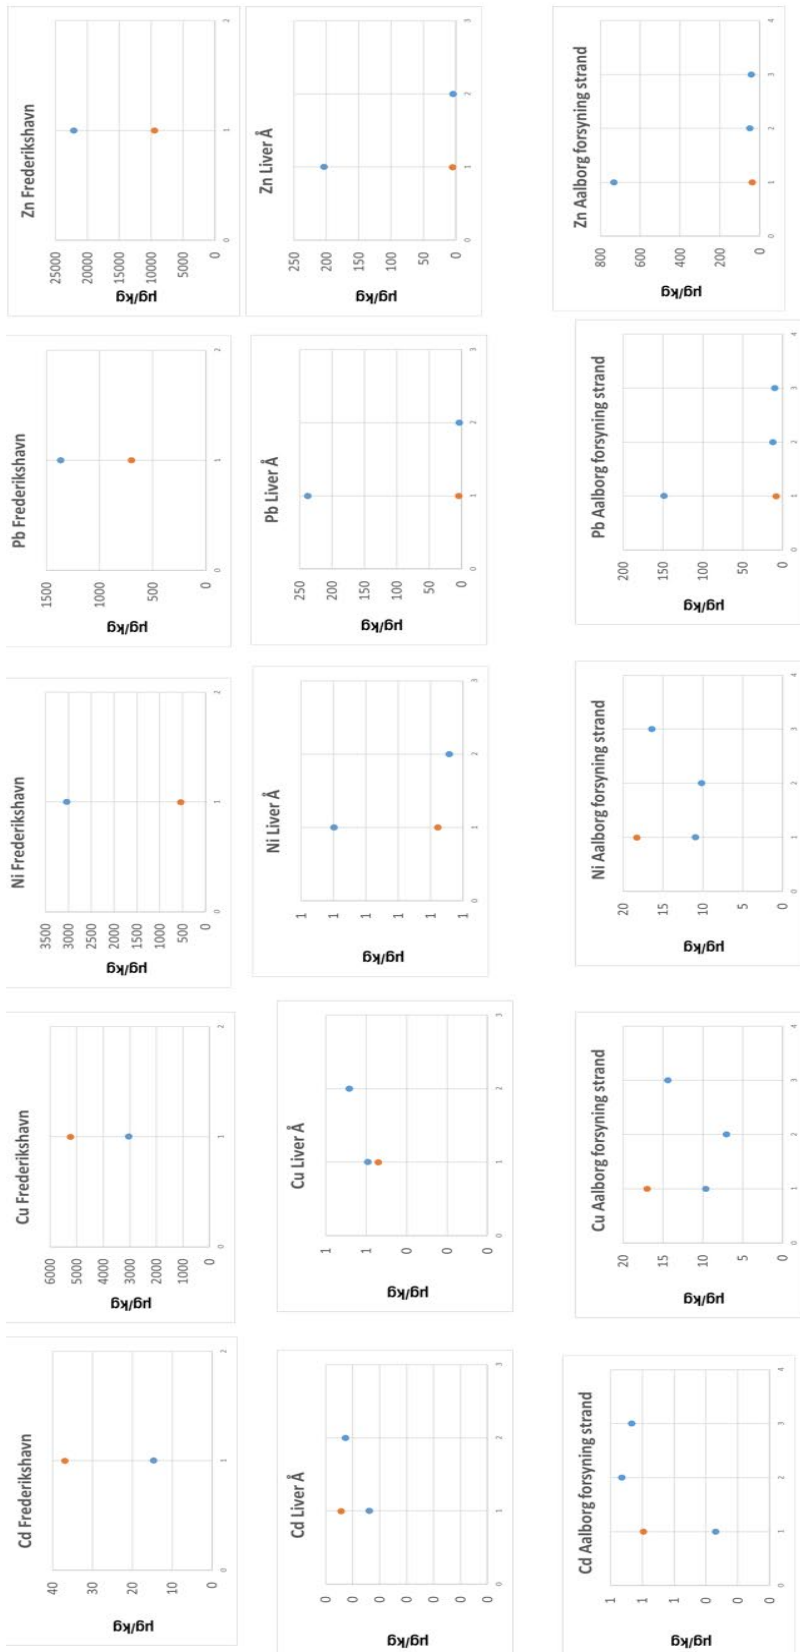 Cd Frederikshavn
40
30
20
10
0
µg/kg
0 1 2
Cu Frederikshavn
6000
5000
4000
3000
2000
1000
0
µg/kg
0 1 2
Ni Frederikshavn
3500
3000
2500
2000
1500
1000
500
0
µg/kg
0 1 2
Pb Frederikshavn
1500
1000
500
0
µg/kg
0 1 2
Zn Frederikshavn
25000
20000
15000
10000
5000
0
µg/kg
0 1 2
Cd Liver Å
0
0
0
0
0
0
0
µg/kg
0 1 2 3
Cu Liver Å
1
1
0
0
0
µg/kg
0 1 2 3
Ni Liver Å
1
1
1
1
1
1
µg/kg
0 1 2 3
Pb Liver Å
250
200
150
100
50
0
µg/kg
0 1 2 3
Zn Liver Å
250
200
150
100
50
0
µg/kg
0 1 2 3
Cd Aalborg forsyning strand
1
1
1
0
0
0
µg/kg
0 1 2 3 4
Cu Aalborg forsyning strand
20
15
10
5
0
µg/kg
0 1 2 3 4
Ni Aalborg forsyning strand
20
15
10
5
0
µg/kg
0 1 2 3 4
Pb Aalborg forsyning strand
200
150
100
50
0
µg/kg
0 1 2 3 4
Zn Aalborg forsyning strand
800
600
400
200
0
µg/kg
0 1 2 3 4